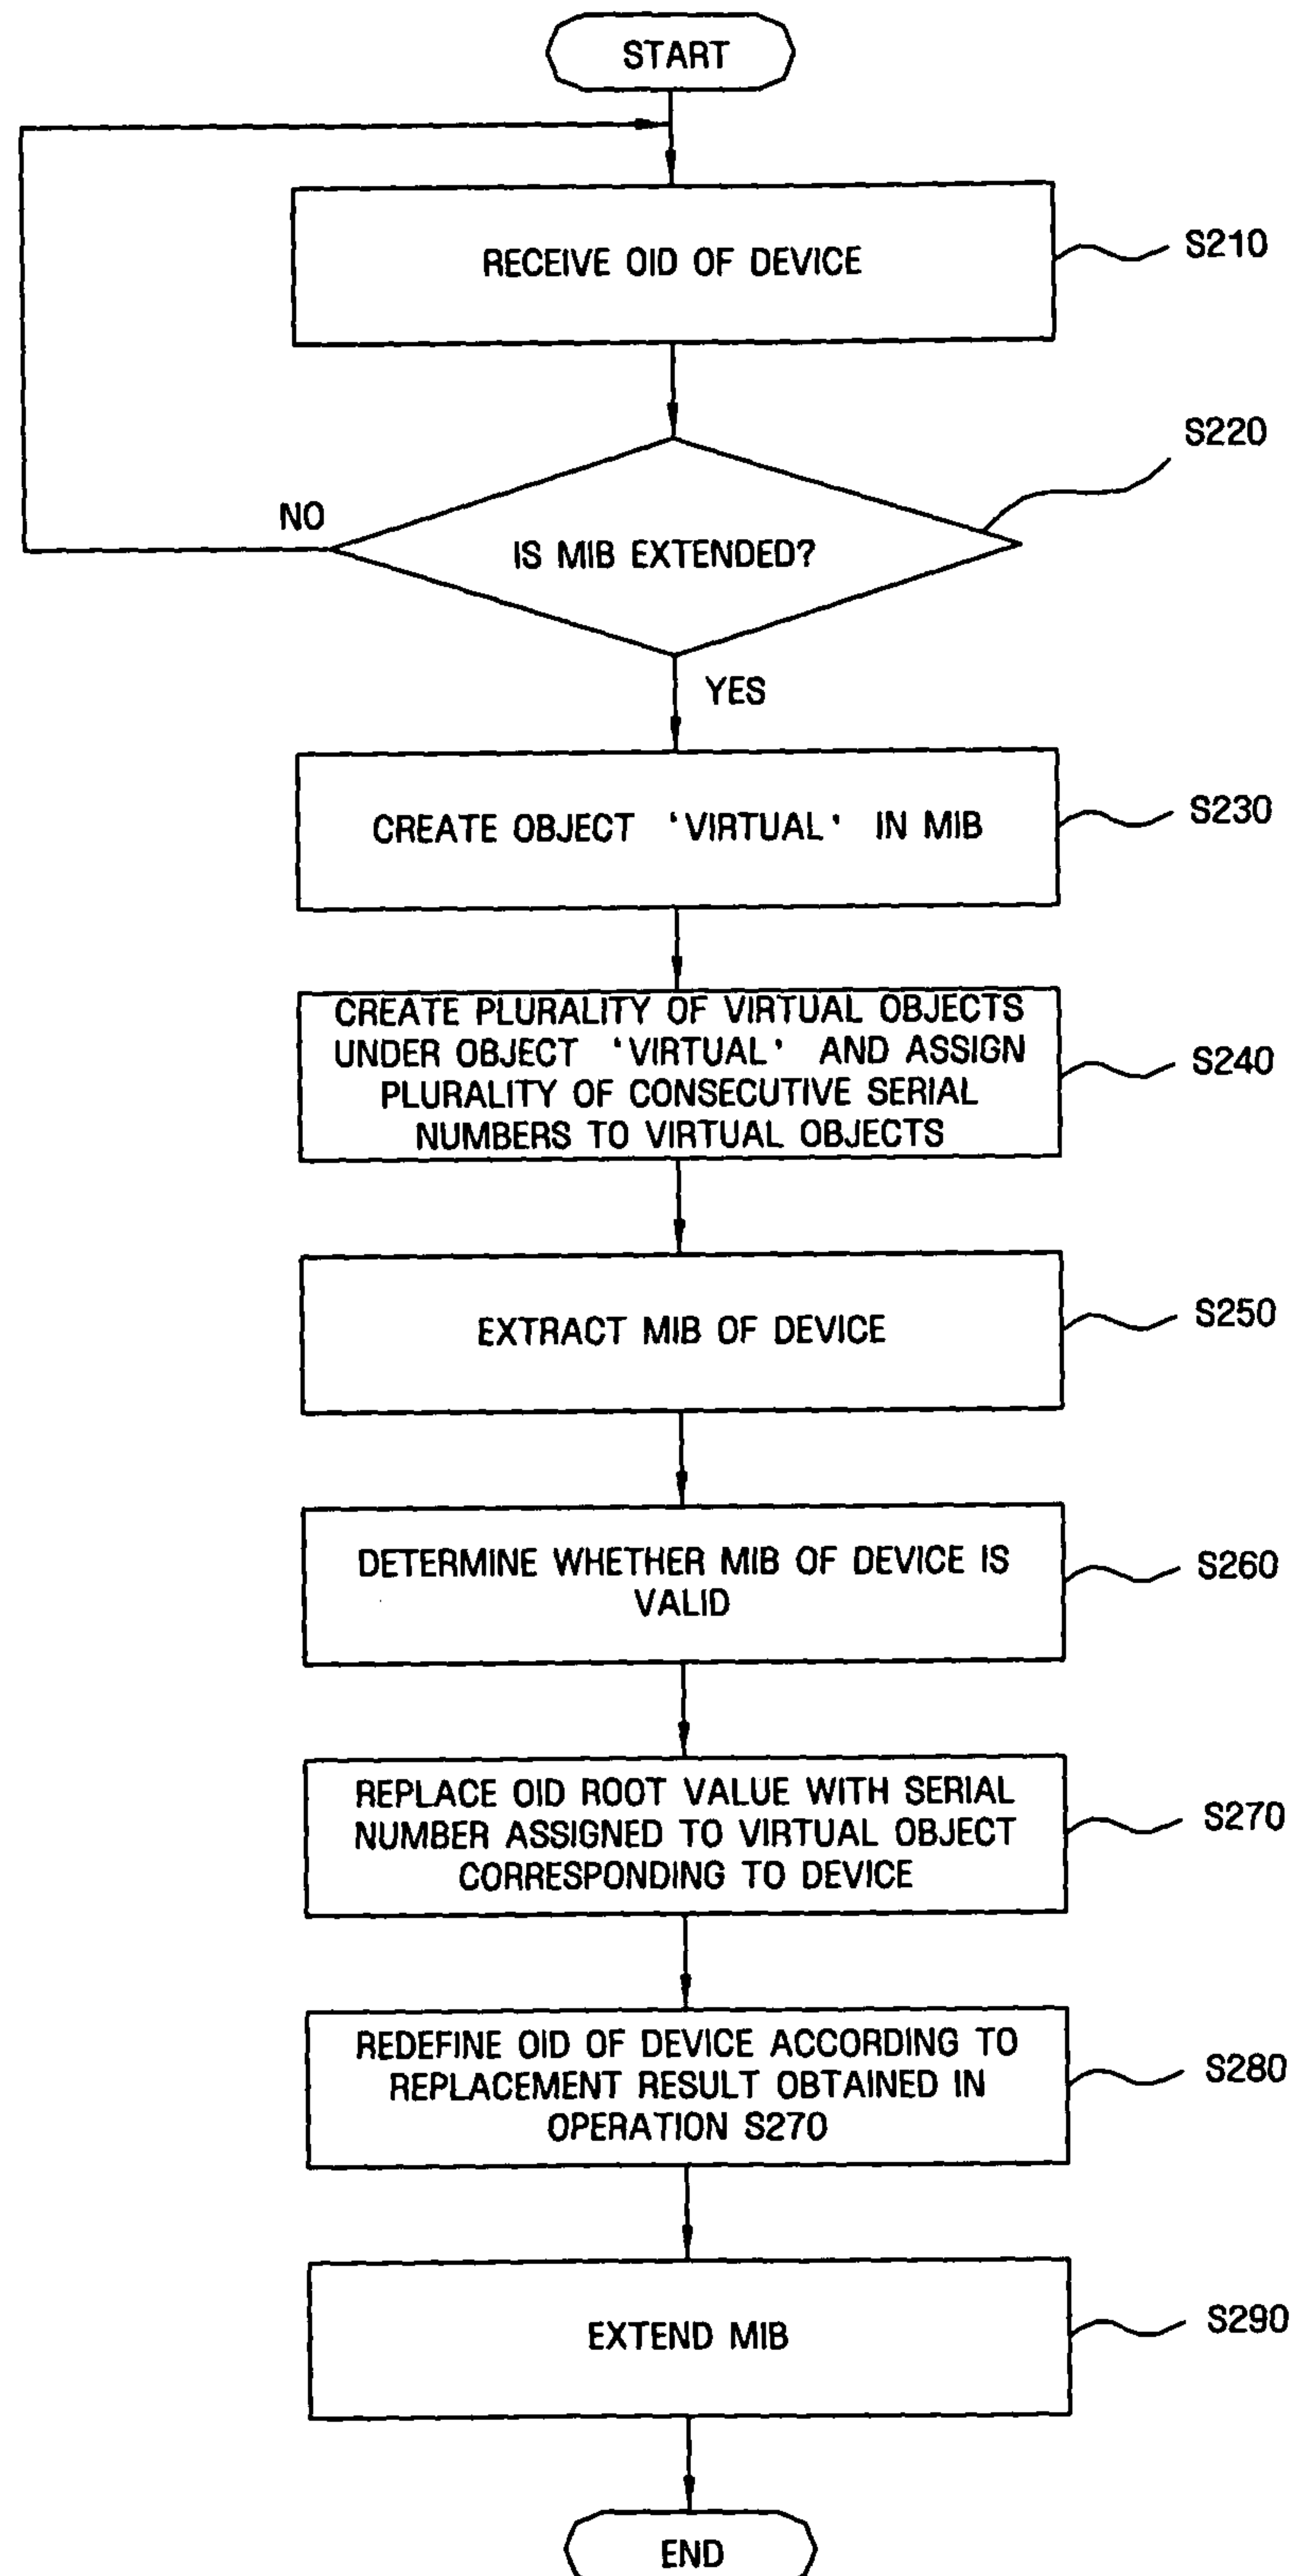 START
RECEIVE OID OF DEVICE
S210
S220
NO
IS MIB EXTENDED?
YES
CREATE OBJECT 'VIRTUAL' IN MIB
S230
CREATE PLURALITY OF VIRTUAL OBJECTS
UNDER OBJECT 'VIRTUAL' AND ASSIGN
PLURALITY OF CONSECUTIVE SERIAL
NUMBERS TO VIRTUAL OBJECTS
S240
EXTRACT MIB OF DEVICE
S250
DETERMINE WHETHER MIB OF DEVICE IS
VALID
S260
REPLACE OID ROOT VALUE WITH SERIAL
NUMBER ASSIGNED TO VIRTUAL OBJECT
CORRESPONDING TO DEVICE
S270
REDEFINE OID OF DEVICE ACCORDING TO
REPLACEMENT RESULT OBTAINED IN
OPERATION S270
S280
EXTEND MIB
S290
END